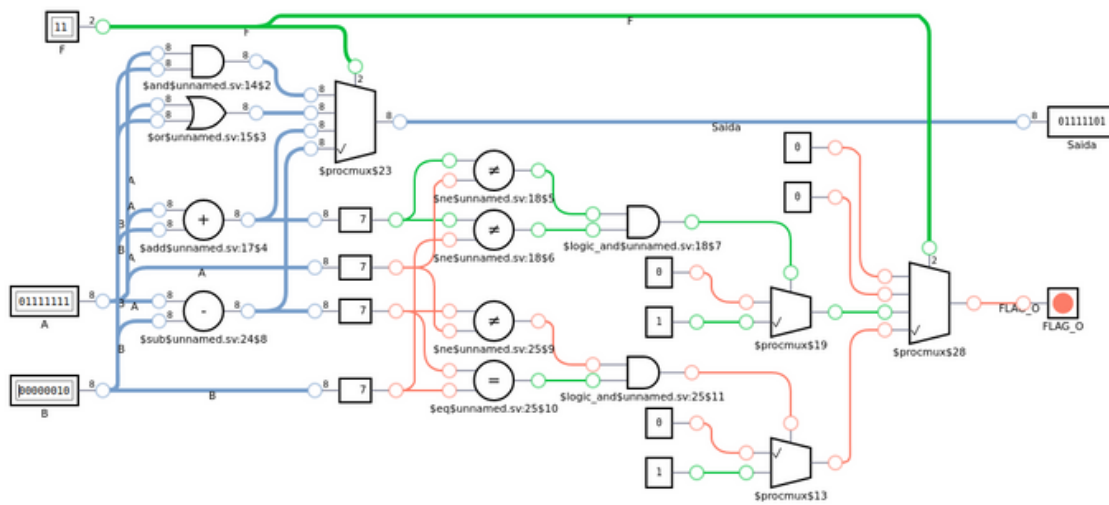 11
F
2
F
F
8
8
8
$and$unnamed.sv:14$2
8
8
8
$or$unnamed.sv:15$3
2
8
8
8
8
8
$procmux$23
Saida
8
01111101
Saida
A
A
B
B
8
8
+
8
$add$unnamed.sv:17$4
8
7
A
A
8
7
01111111
A
8
B
A
8
8
-
8
$sub$unnamed.sv:24$8
8
7
B
00000010
B
8
B
8
7
≠
$ne$unnamed.sv:18$5
≠
$ne$unnamed.sv:18$6
$logic_and$unnamed.sv:18$7
≠
$ne$unnamed.sv:25$9
=
$eq$unnamed.sv:25$10
$logic_and$unnamed.sv:25$11
0
0
0
1
$procmux$19
0
1
$procmux$13
2
$procmux$28
FLAG_O
FLAG_O